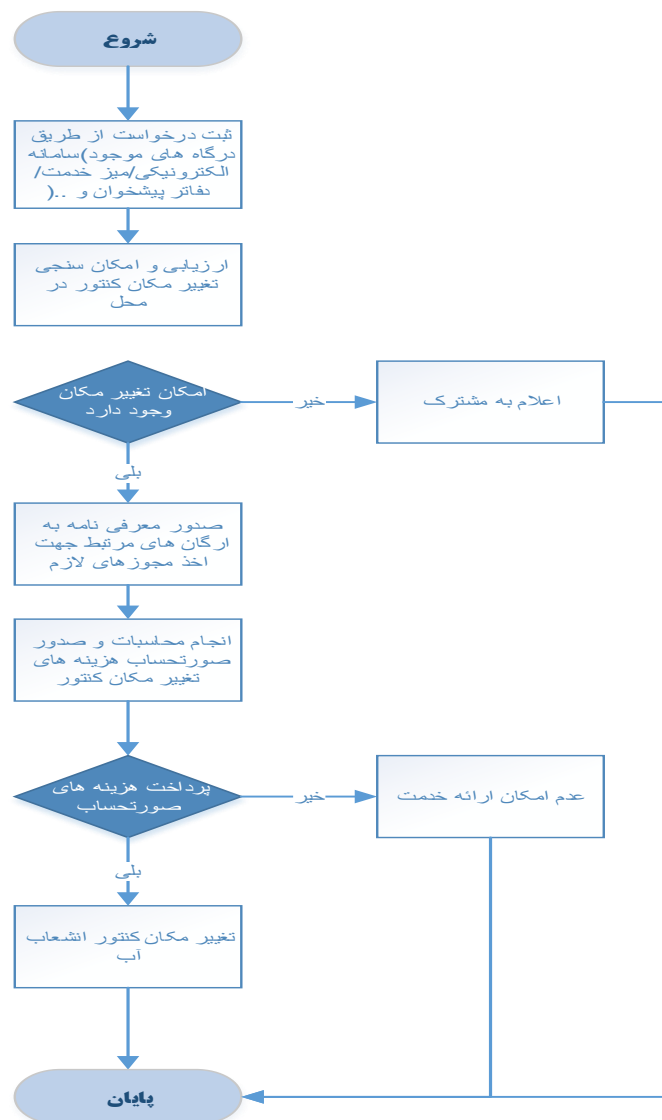 شروع
ثبت درخواست از طریق
درگاه های موجود)سامانه
الکترونیکی/میز خدمت/
دفاتر پیشخوان و ..(
ارزیابی و امکان سنجی
تغییر مکان کنتور در
محل
امکان تغییر مکان
وجود دارد
خیر
اعلام به مشترک
بلی
صدور معرفی نامه به
ارگان های مرتبط جهت
اخذ مجوزهای لازم
انجام محاسبات و صدور
صورتحساب هزینه های
تغییر مکان کنتور
پرداخت هزینه های
صورتحساب
خیر
عدم امکان ارائه خدمت
بلی
تغییر مکان کنتور انشعاب
آب
پایان